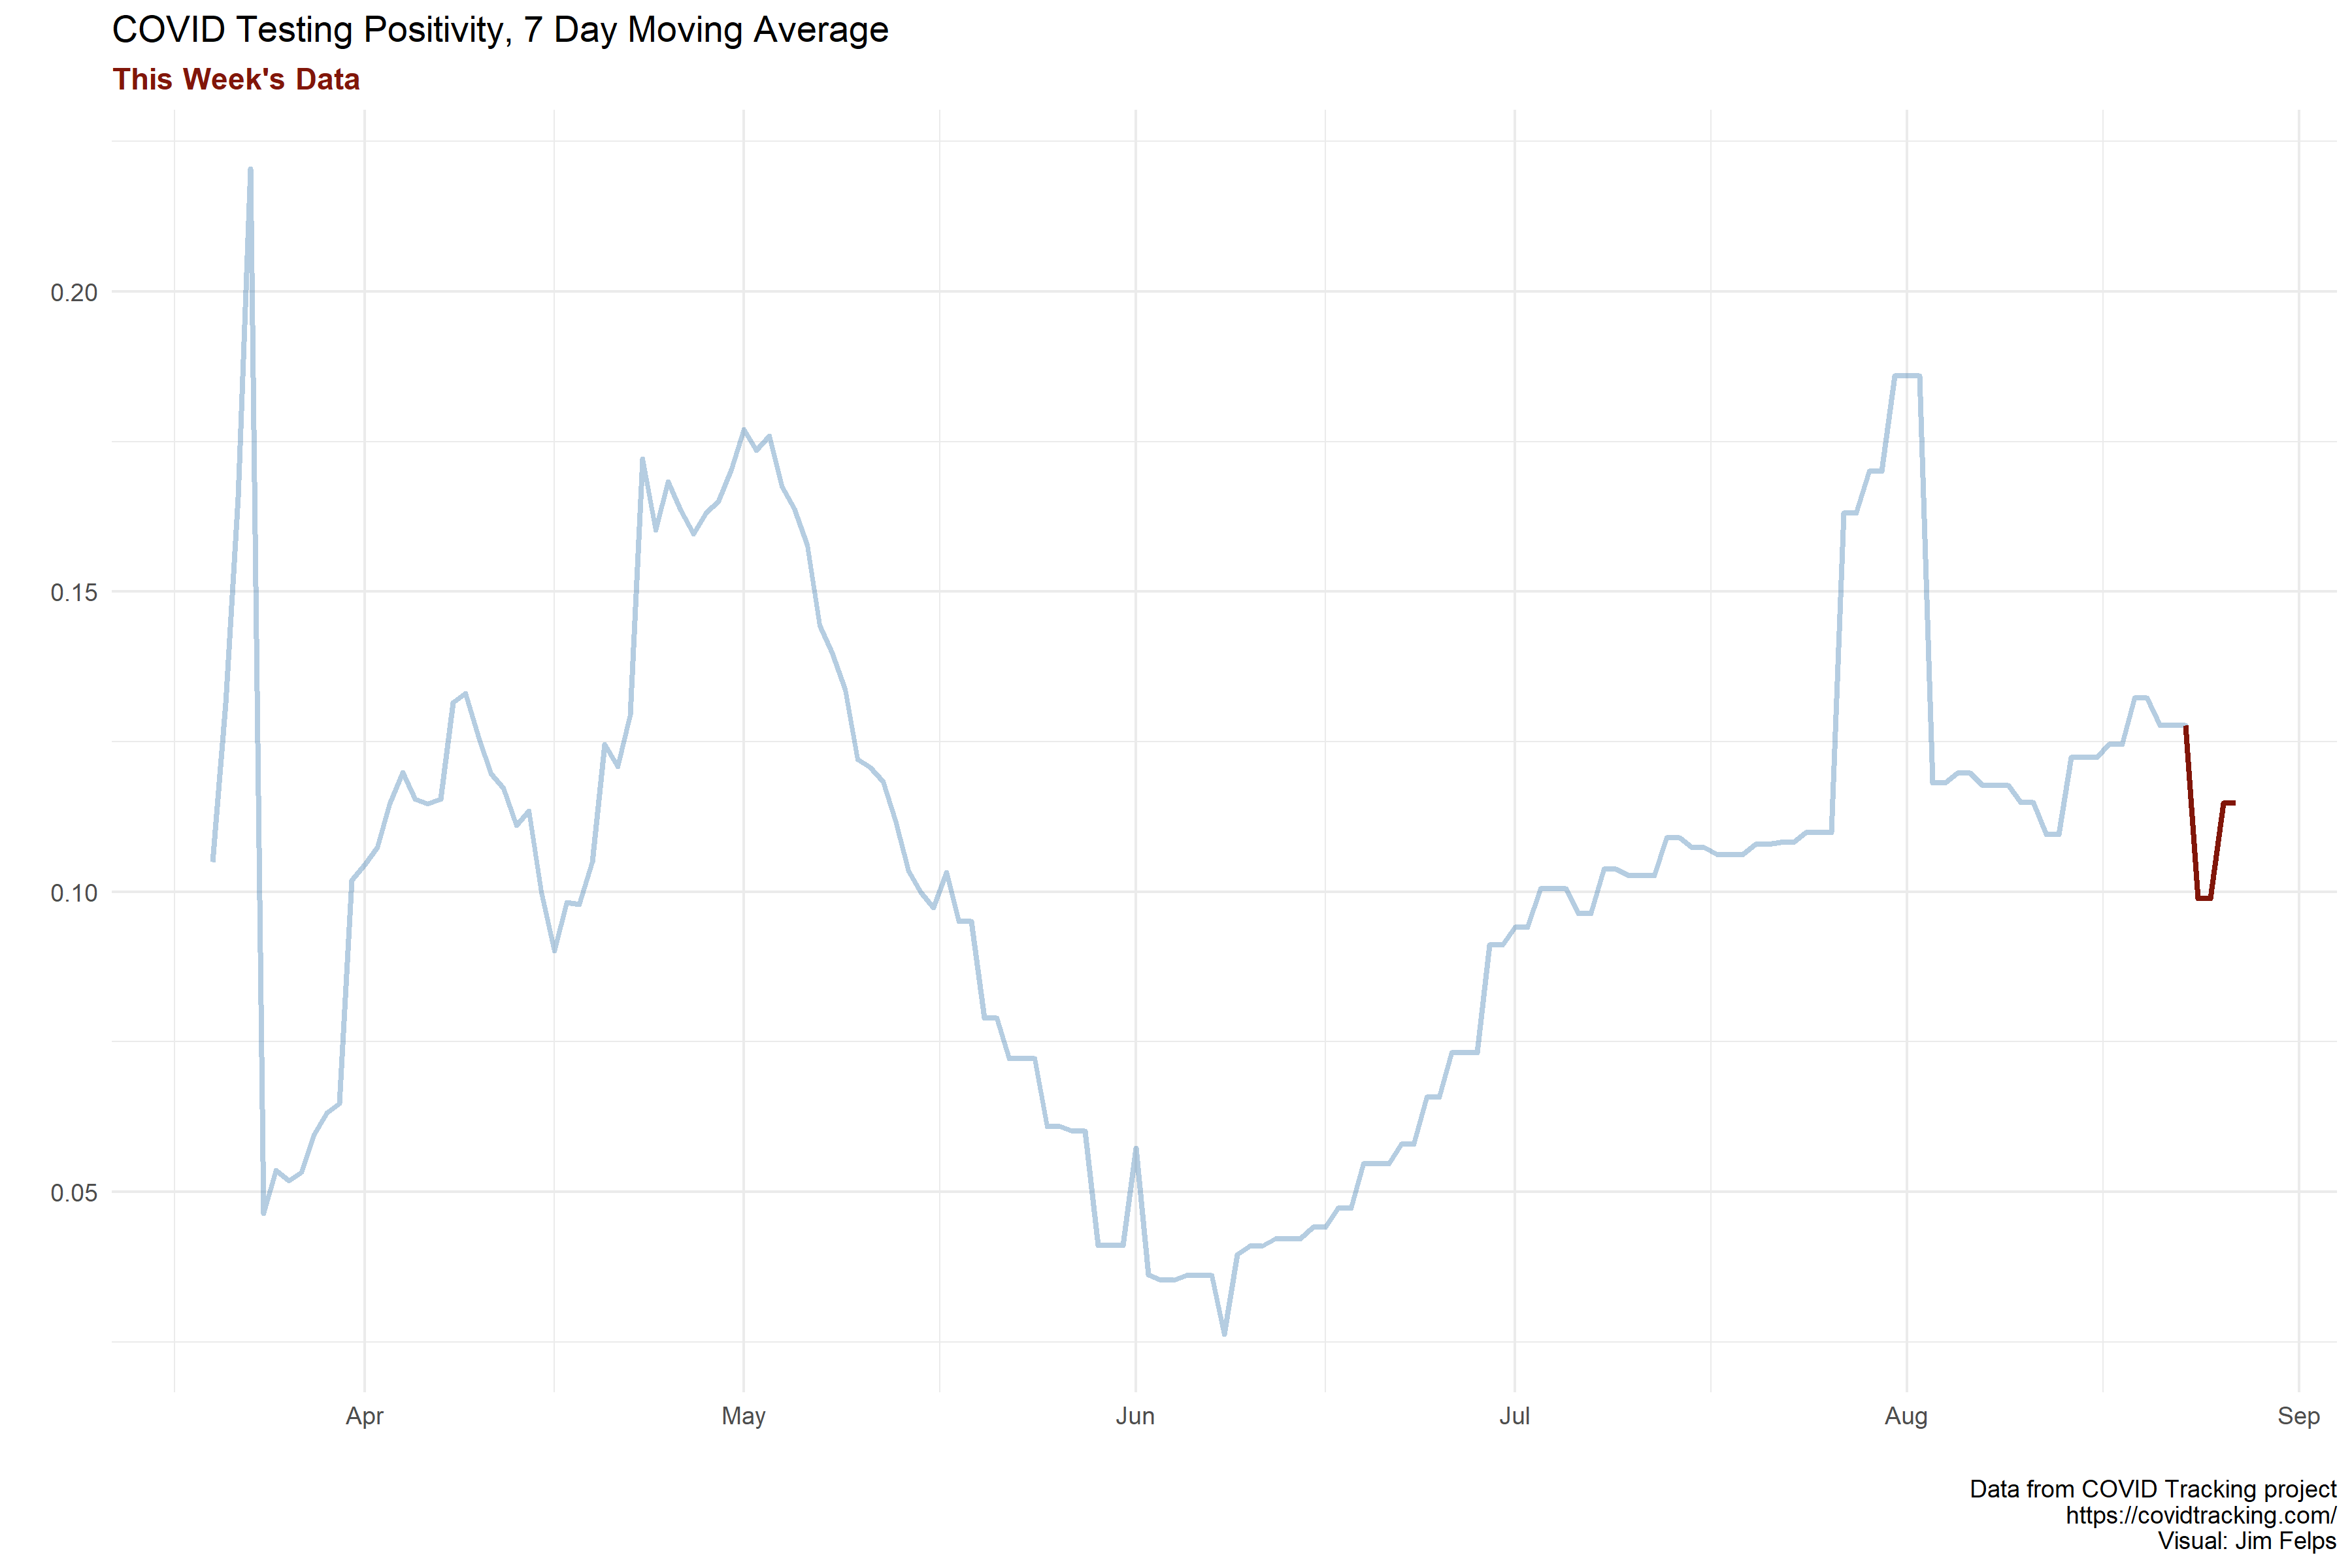 COVID Testing Positivity, 7 Day Moving Average
This Week's Data
0.20
0.15
0.10
0.05
Apr May Jun Jul Aug Sep
Data from COVID Tracking project
https://covidtracking.com/
Visual: Jim Felps